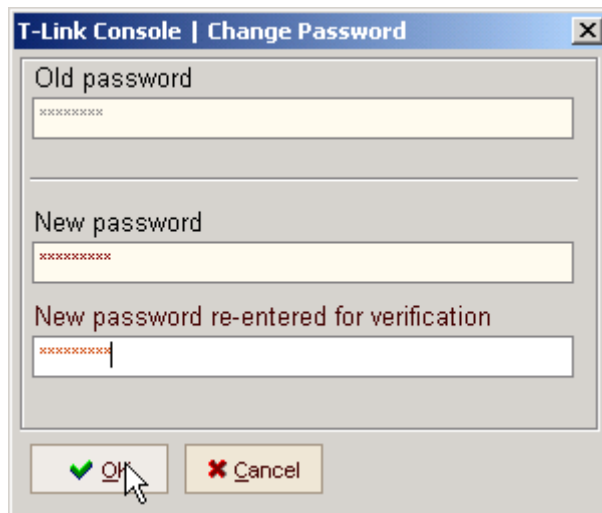 T-Link Console | Change Password
Old password
××××××××
New password
×××××××××
New password re-entered for verification
×××××××××
OK
Cancel